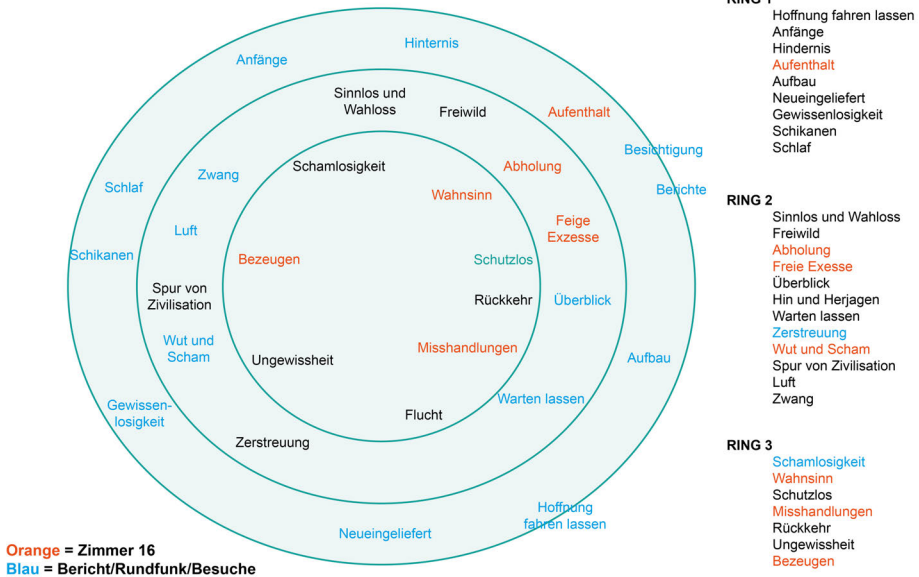 Hinternis
Anfänge
Sinnlos und
Wahloss
Freiwild
Aufenthalt
Besichtigung
Schamlosigkeit
Abholung
Zwang
Schlaf
Wahnsinn
Berichte
Feige
Exzesse
Luft
Schikanen
Bezeugen
Schutzlos
Spur von
Zivilisation
Rückkehr
Überblick
Wut und
Scham
Misshandlungen
Ungewissheit
Aufbau
Gewissen-
losigkeit
Warten lassen
Flucht
Zerstreuung
Hoffnung
fahren lassen
Neueingeliefert
Orange = Zimmer 16
Blau = Bericht/Rundfunk/Besuche
RING 1
Hoffnung fahren lassen
Anfänge
Hindernis
Aufenthalt
Aufbau
Neueingeliefert
Gewissenlosigkeit
Schikanen
Schlaf
RING 2
Sinnlos und Wahloss
Freiwild
Abholung
Freie Exesse
Überblick
Hin und Herjagen
Warten lassen
Zerstreuung
Wut und Scham
Spur von Zivilisation
Luft
Zwang
RING 3
Schamlosigkeit
Wahnsinn
Schutzlos
Misshandlungen
Rückkehr
Ungewissheit
Bezeugen